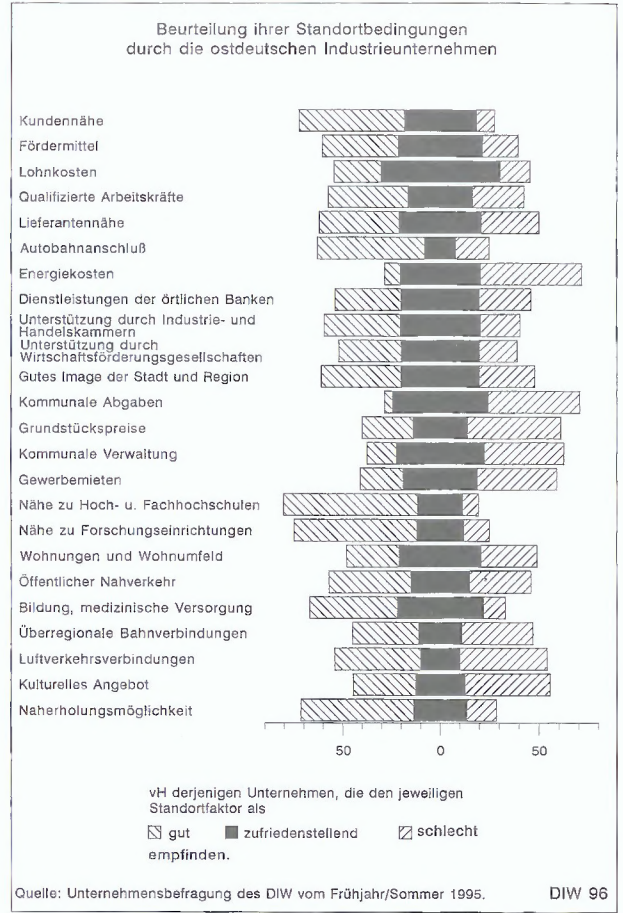 Beurteilung ihrer Standortbedingungen
durch die ostdeutschen Industrieunternehmen
Kundennähe
Fördermittel
Lohnkosten
Qualifizierte Arbeitskräfte
Lieferantennähe
Autobahnanschluß
Energiekosten
Dienstleistungen der örtlichen Banken
Unterstützung durch Industrie- und
Handelskammern
Unterstützung durch
Wirtschaftsförderungsgesellschaften
Gutes Image der Stadt und Region
Kommunale Abgaben
Grundstückspreise
Kommunale Verwaltung
Gewerbemieten
Nähe zu Hoch- u. Fachhochschulen
Nähe zu Forschungseinrichtungen
Wohnungen und Wohnumfeld
Öffentlicher Nahverkehr
Bildung, medizinische Versorgung
Überregionale Bahnverbindungen
Luftverkehrsverbindungen
Kulturelles Angebot
Naherholungsmöglichkeit
50 0 50
vH derjenigen Unternehmen, die den jeweiligen
Standortfaktor als
gut zufriedenstellend schlecht
empfinden.
Quelle: Unternehmensbefragung des DIW vom Frühjahr/Sommer 1995. DIW 96